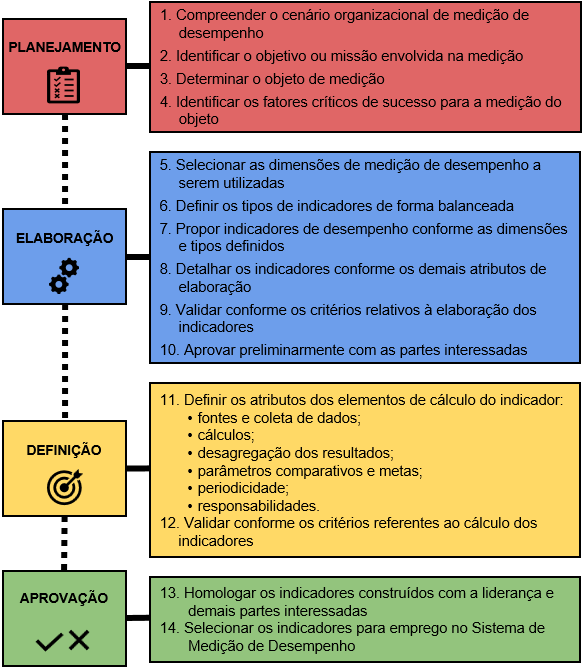 PLANEJAMENTO
1. Compreender o cenário organizacional de medição de
desempenho
2. Identificar o objetivo ou missão envolvida na medição
3. Determinar o objeto de medição
4. Identificar os fatores críticos de sucesso para a medição do
objeto
ELABORAÇÃO
5. Selecionar as dimensões de medição de desempenho a
serem utilizadas
6. Definir os tipos de indicadores de forma balanceada
7. Propor indicadores de desempenho conforme as dimensões
e tipos definidos
8. Detalhar os indicadores conforme os demais atributos de
elaboração
9. Validar conforme os critérios relativos à elaboração dos
indicadores
10. Aprovar preliminarmente com as partes interessadas
DEFINIÇÃO
11. Definir os atributos dos elementos de cálculo do indicador:
• fontes e coleta de dados;
• cálculos;
• desagregação dos resultados;
• parâmetros comparativos e metas;
• periodicidade;
• responsabilidades.
12. Validar conforme os critérios referentes ao cálculo dos
indicadores
APROVAÇÃO
13. Homologar os indicadores construídos com a liderança e
demais partes interessadas
14. Selecionar os indicadores para emprego no Sistema de
Medição de Desempenho